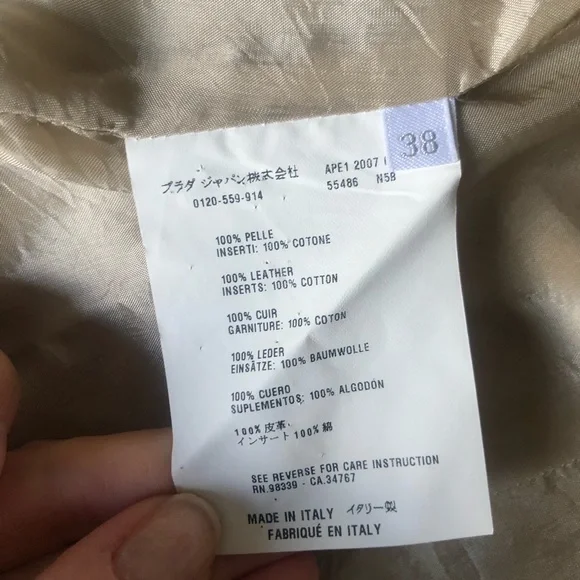 プラダ ジャパン株式会社
0120-559-914
APE1 2007
55486 N5B
38
100% PELLE
INSERTI: 100% COTONE
100% LEATHER
INSERTS: 100% COTTON
100% CUIR
GARNITURE: 100% COTON
100% LEDER
EINSÄTZE: 100% BAUMWOLLE
100% CUERO
SUPLEMENTOS: 100% ALGODÓN
100% 皮革
インサート 100% 綿
SEE REVERSE FOR CARE INSTRUCTION
RN.98339 - CA.34767
MADE IN ITALY イタリー製
FABRIQUÉ EN ITALY